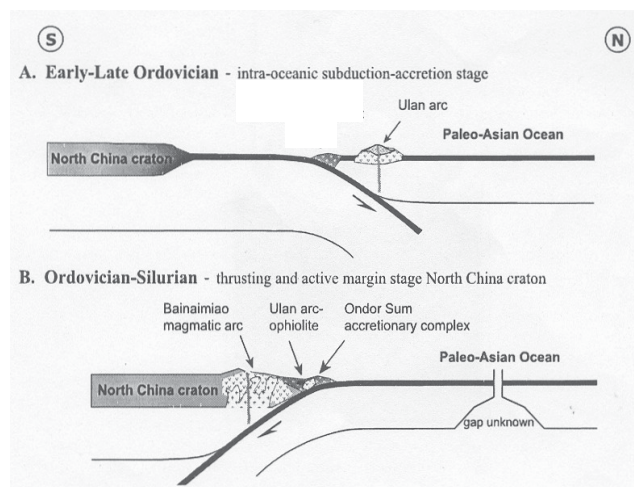 S
N
A. Early-Late Ordovician - intra-oceanic subduction-accretion stage
Ulan arc
Paleo-Asian Ocean
North China craton
B. Ordovician-Silurian - thrusting and active margin stage North China craton
Bainaimiao
magmatic arc
Ulan arc-
ophiolite
Ondor Sum
accretionary complex
Paleo-Asian Ocean
North China craton
gap unknown